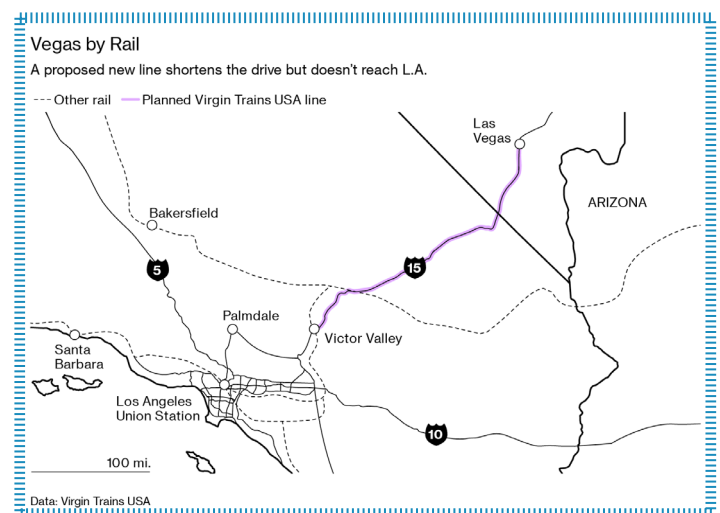 Vegas by Rail
A proposed new line shortens the drive but doesn't reach L.A.
Other rail
Planned Virgin Trains USA line
Las
Vegas
ARIZONA
Bakersfield
5
15
Palmdale
Victor Valley
Santa
Barbara
Los Angeles
Union Station
10
100 mi.
Data: Virgin Trains USA